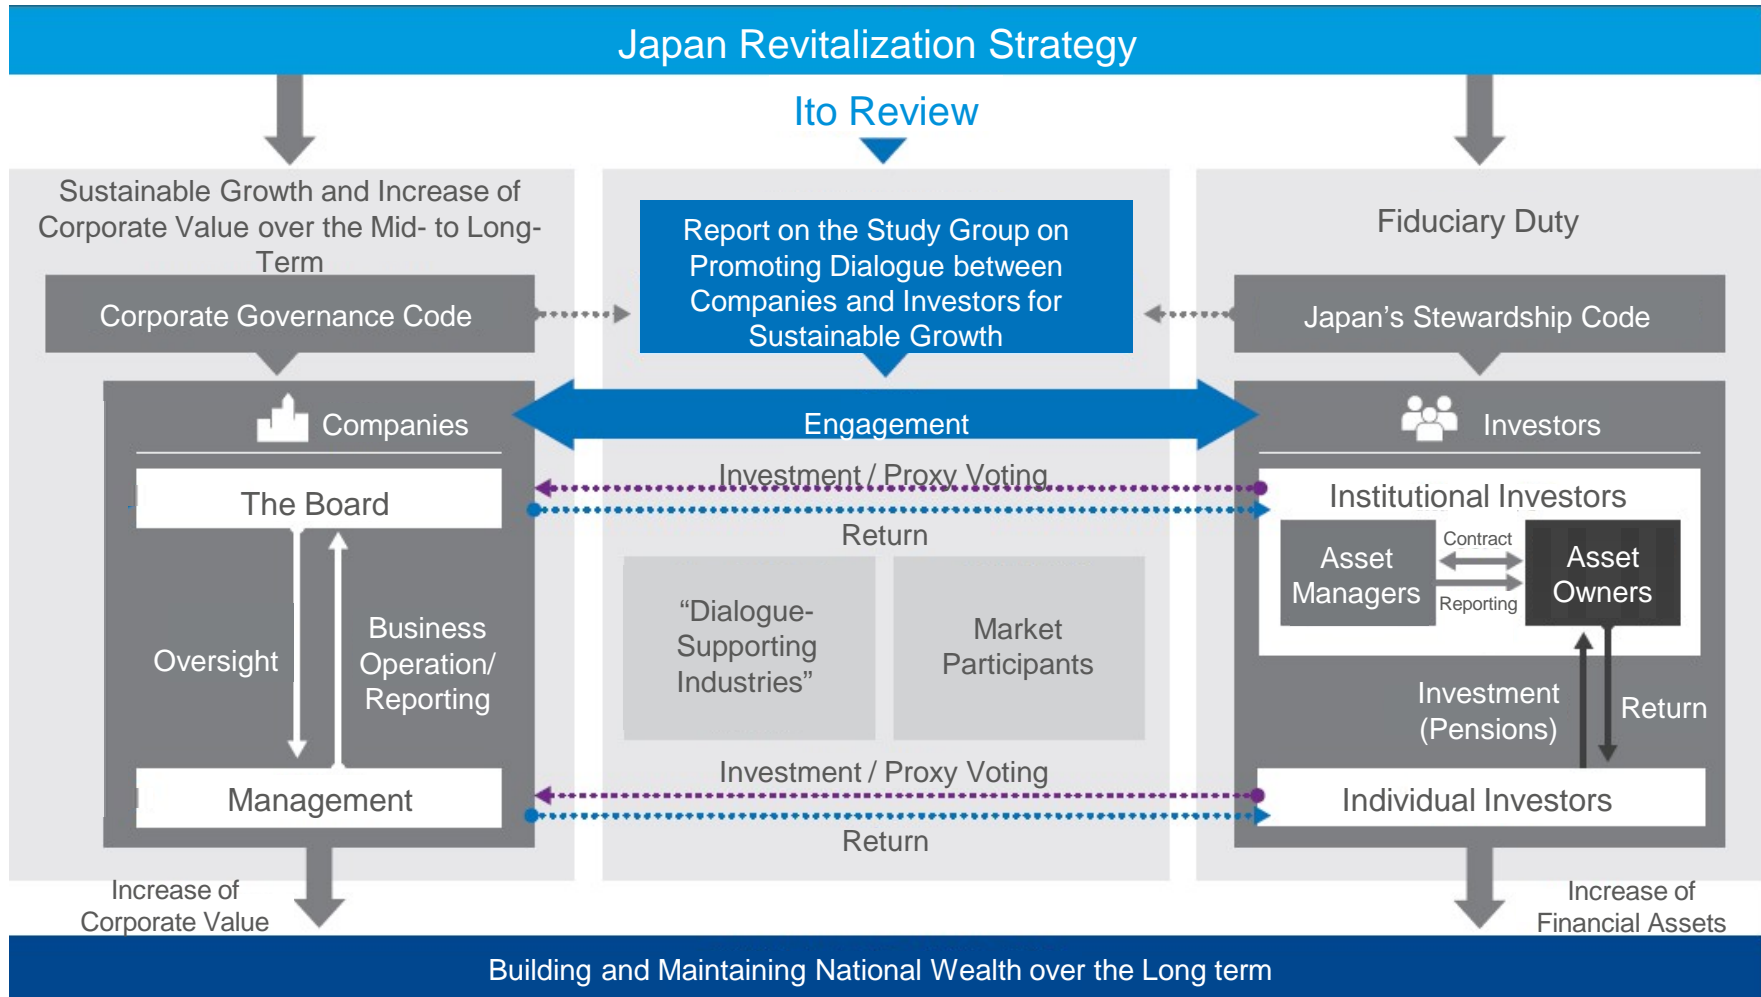 Japan Revitalization Strategy
Ito Review
Sustainable Growth and Increase of
Corporate Value over the Mid- to Long-
Term
Corporate Governance Code
Report on the Study Group on
Promoting Dialogue between
Companies and Investors for
Sustainable Growth
Fiduciary Duty
Japan’s Stewardship Code
Companies
Engagement
Investors
The Board
Investment / Proxy Voting
Return
Institutional Investors
Asset
Managers
Contract
Reporting
Asset
Owners
Oversight
Business
Operation/
Reporting
“Dialogue-
Supporting
Industries”
Market
Participants
Investment
(Pensions)
Return
Management
Investment / Proxy Voting
Return
Individual Investors
Increase of
Corporate Value
Increase of
Financial Assets
Building and Maintaining National Wealth over the Long term